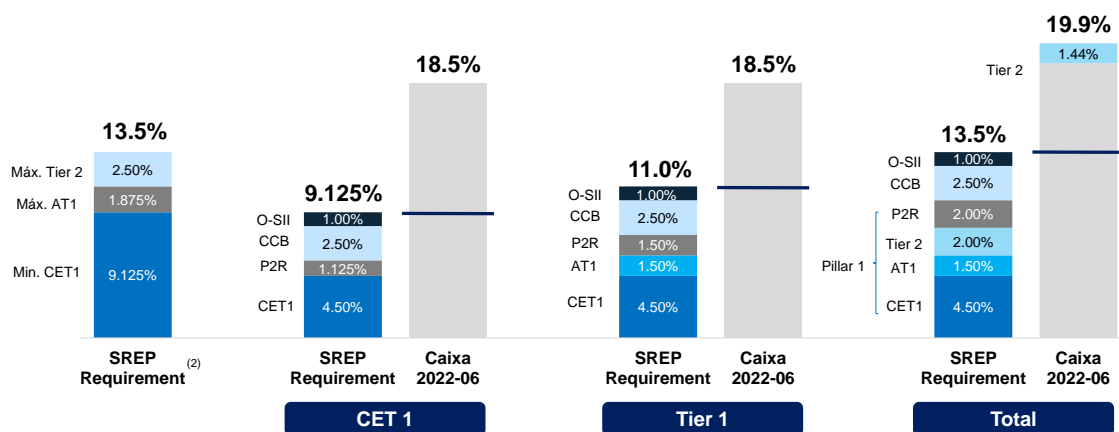 13.5%
Máx. Tier 2
2.50%
Máx. AT1
1.875%
Min. CET1
9.125%
SREP
Requirement (2)
9.125%
O-SII
1.00%
CCB
2.50%
P2R
1.125%
CET1
4.50%
SREP
Requirement
18.5%
Caixa
2022-06
CET 1
11.0%
O-SII
1.00%
CCB
2.50%
P2R
1.50%
AT1
1.50%
CET1
4.50%
SREP
Requirement
18.5%
Caixa
2022-06
Tier 1
13.5%
O-SII
1.00%
CCB
2.50%
P2R
2.00%
Tier 2
2.00%
Pillar 1
AT1
1.50%
CET1
4.50%
SREP
Requirement
19.9%
Tier 2
1.44%
Caixa
2022-06
Total